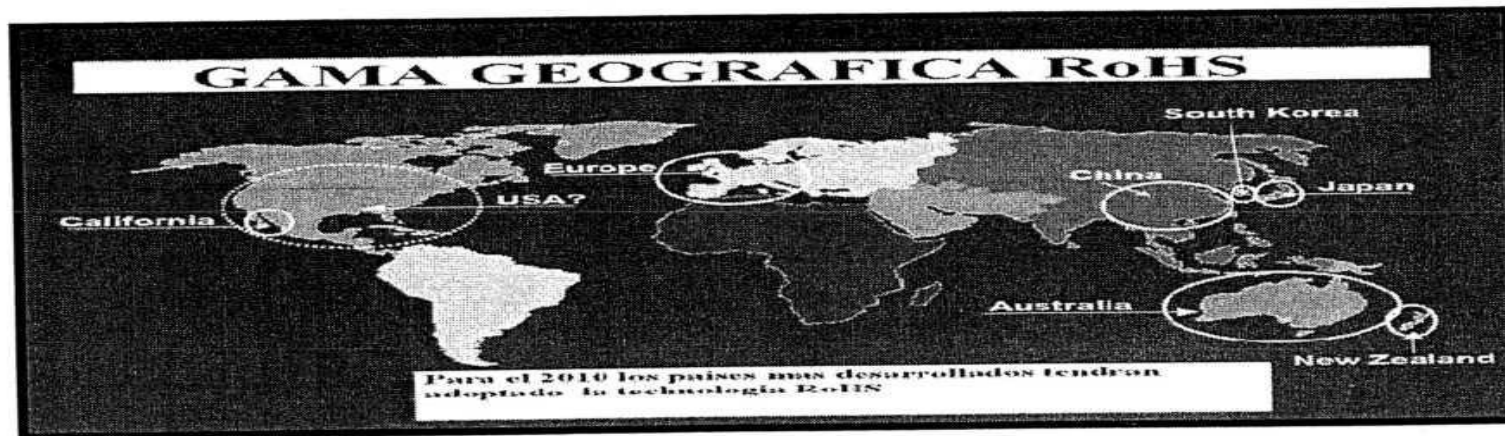 GAMA GEOGRAFICA RoHS
South Korea
Europe
China
Japan
USA?
California
Australia
New Zealand
Para el 2010 los paises mas desarrollados tendran
adoptado la technologia RoHS